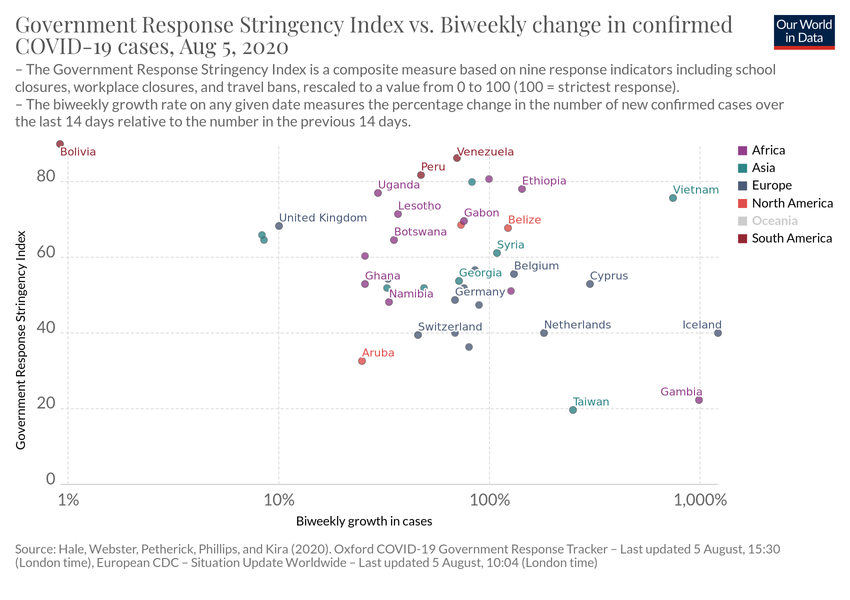 Government Response Stringency Index vs. Biweekly change in confirmed
COVID-19 cases, Aug 5, 2020
Our World
in Data
– The Government Response Stringency Index is a composite measure based on nine response indicators including school
closures, workplace closures, and travel bans, rescaled to a value from 0 to 100 (100 = strictest response).
– The biweekly growth rate on any given date measures the percentage change in the number of new confirmed cases over
the last 14 days relative to the number in the previous 14 days.
Government Response Stringency Index
80
60
40
20
0
Bolivia
Venezuela
Peru
Uganda
Ethiopia
Vietnam
Lesotho
Gabon
United Kingdom
Belize
Botswana
Syria
Belgium
Georgia
Ghana
Cyprus
Namibia
Germany
Switzerland
Netherlands
Iceland
Aruba
Gambia
Taiwan
Africa
Asia
Europe
North America
Oceania
South America
1%
10%
100%
1,000%
Biweekly growth in cases
Source: Hale, Webster, Petherick, Phillips, and Kira (2020). Oxford COVID-19 Government Response Tracker – Last updated 5 August, 15:30
(London time), European CDC – Situation Update Worldwide – Last updated 5 August, 10:04 (London time)